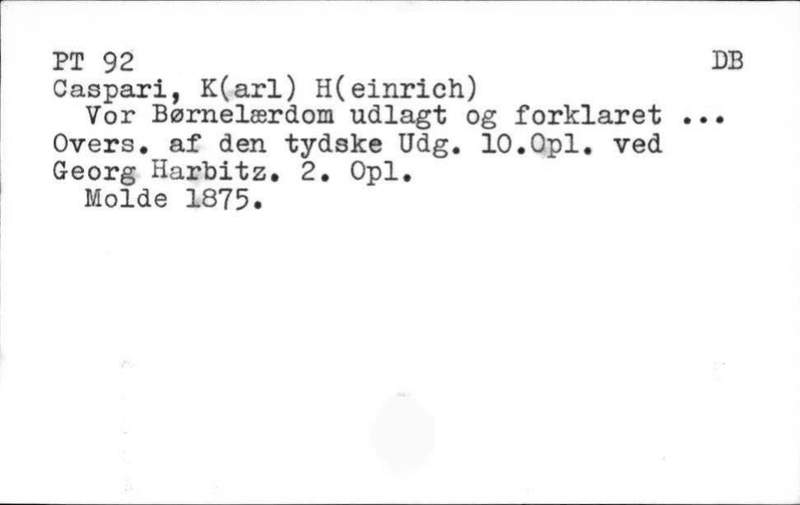 PT 92 DB
Caspari, K(arl) H(einrich)
Vor Børnelærdom udlagt og forklaret ...
Overs. af den tydske Udg. 10.Opl. ved
Georg Harbitz. 2. Opl.
Molde 1875.